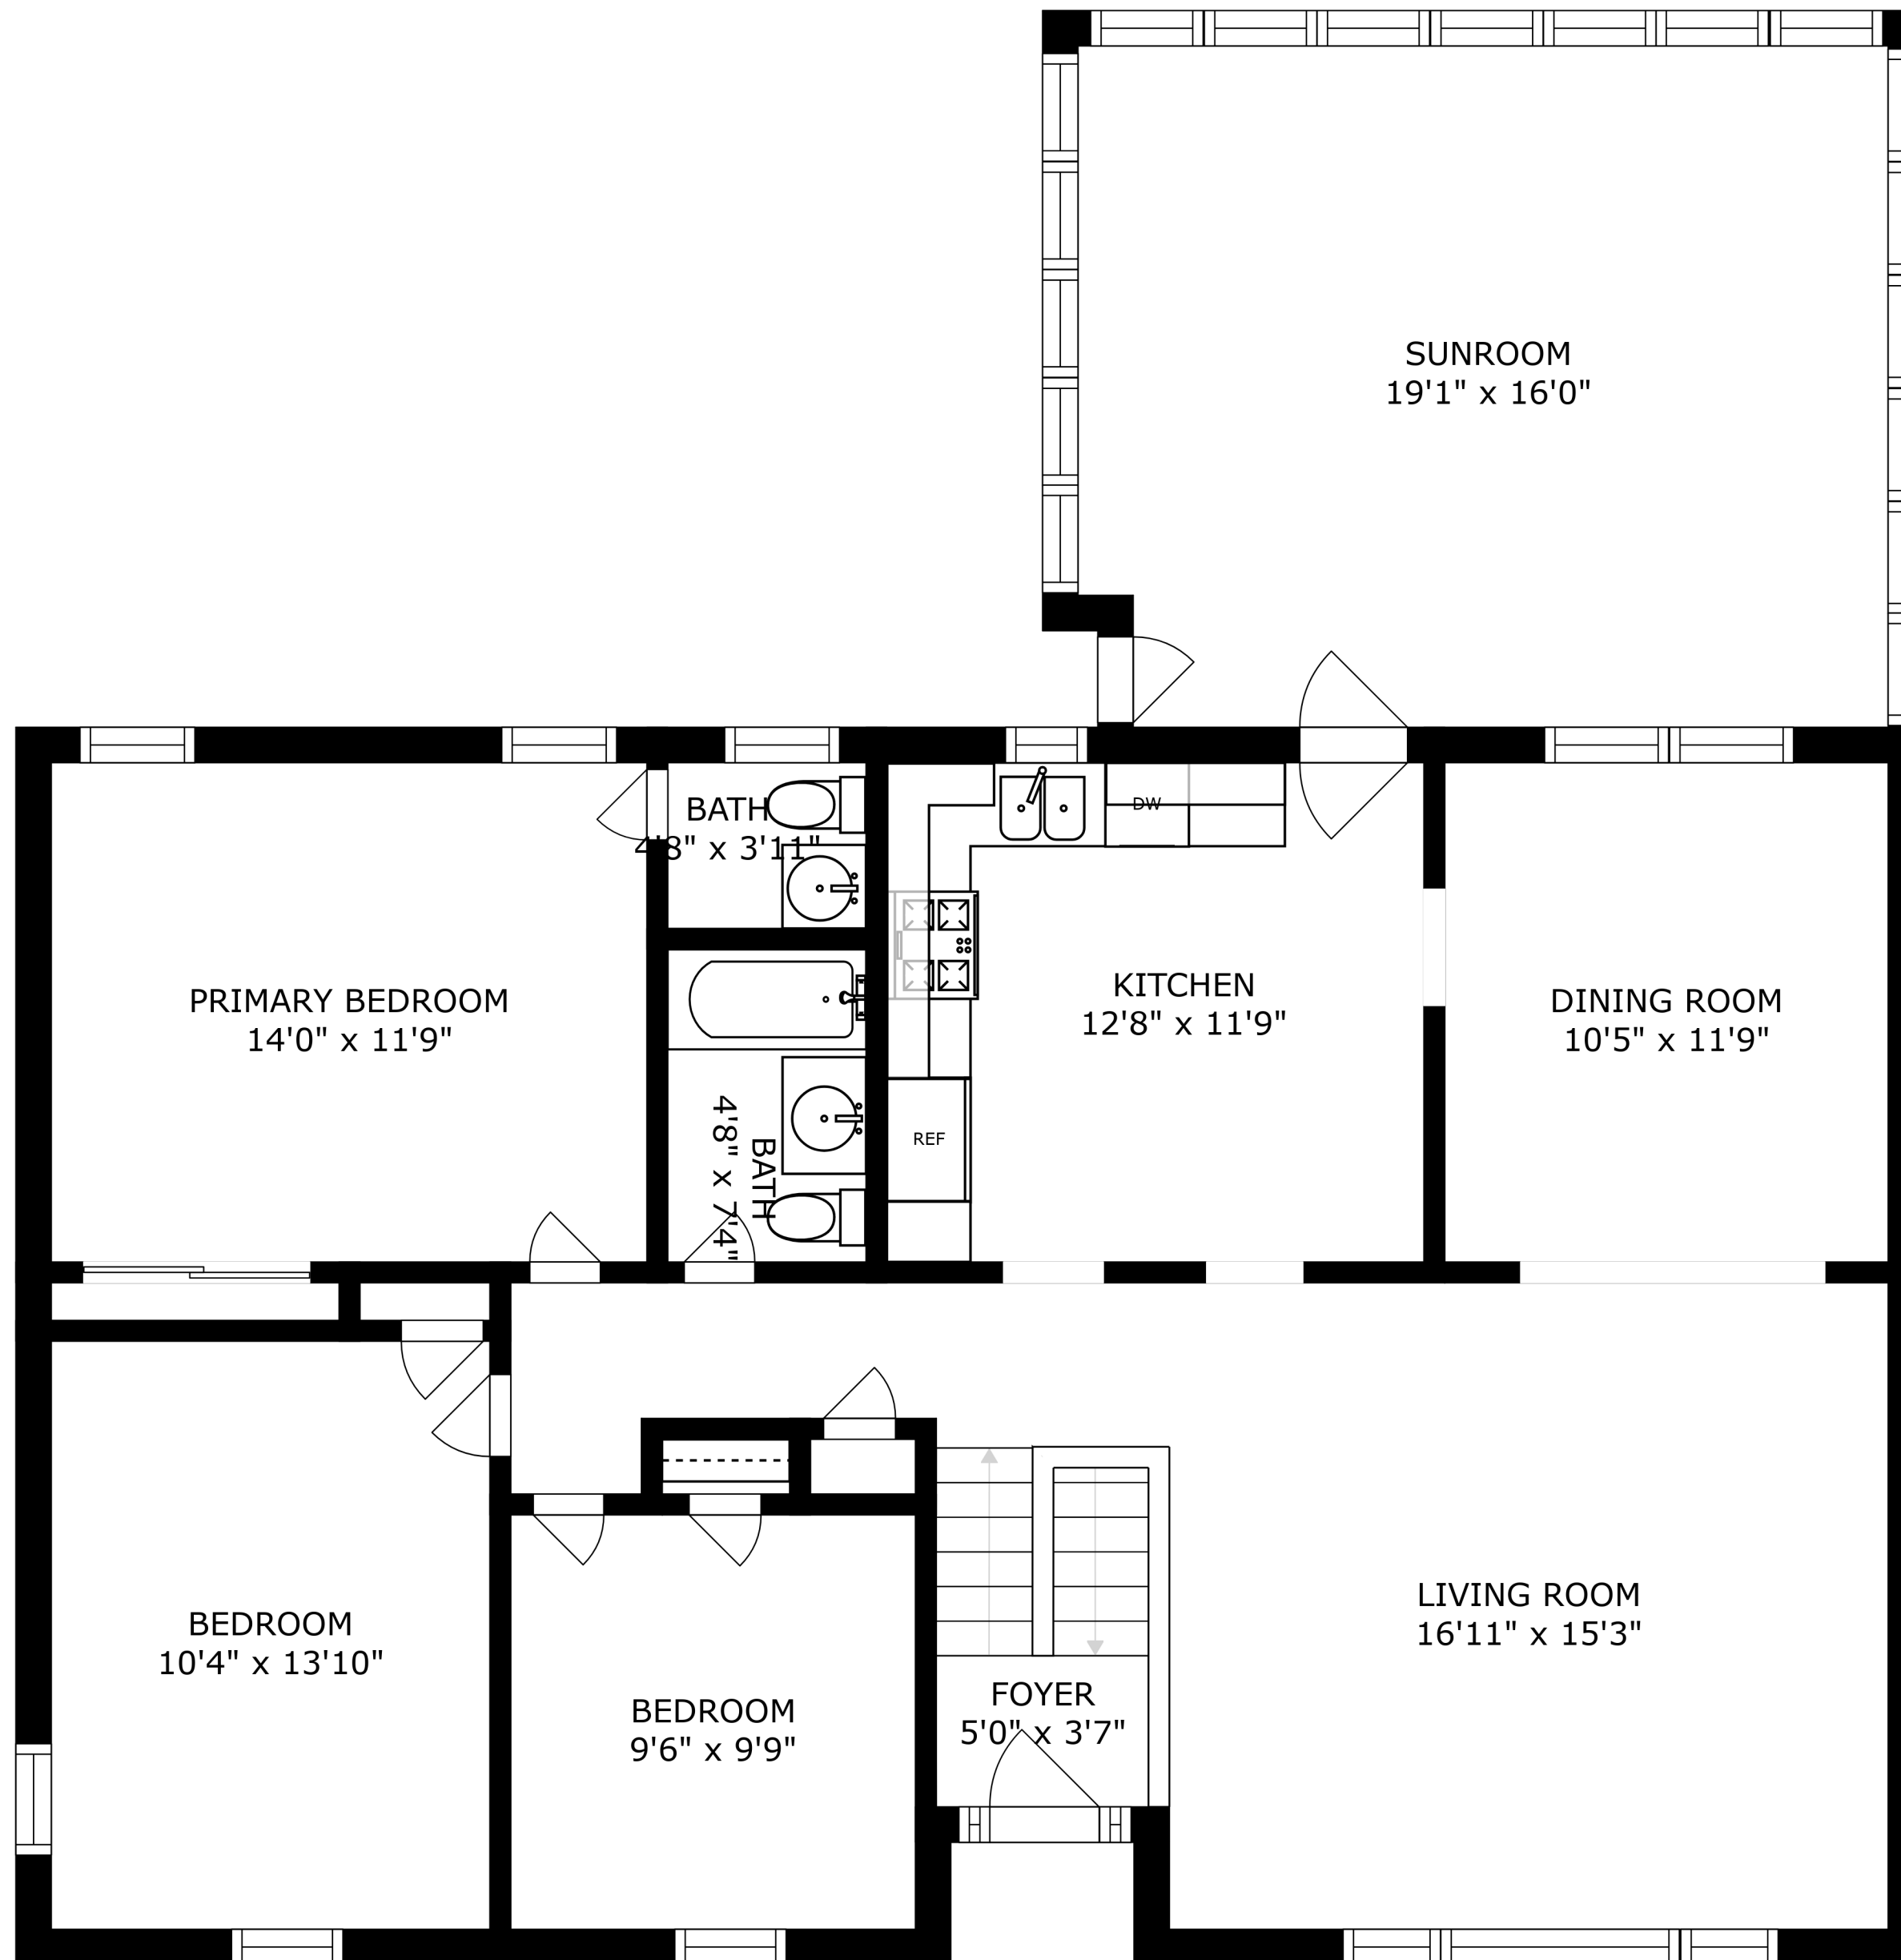 SUNROOM
19'1" x 16'0"
BATH
4'8" x 3'11"
DW
PRIMARY BEDROOM
14'0" x 11'9"
KITCHEN
12'8" x 11'9"
DINING ROOM
10'5" x 11'9"
REF
BATH
4'8" x 7'4"
BEDROOM
10'4" x 13'10"
BEDROOM
9'6" x 9'9"
FOYER
5'0" x 3'7"
LIVING ROOM
16'11" x 15'3"